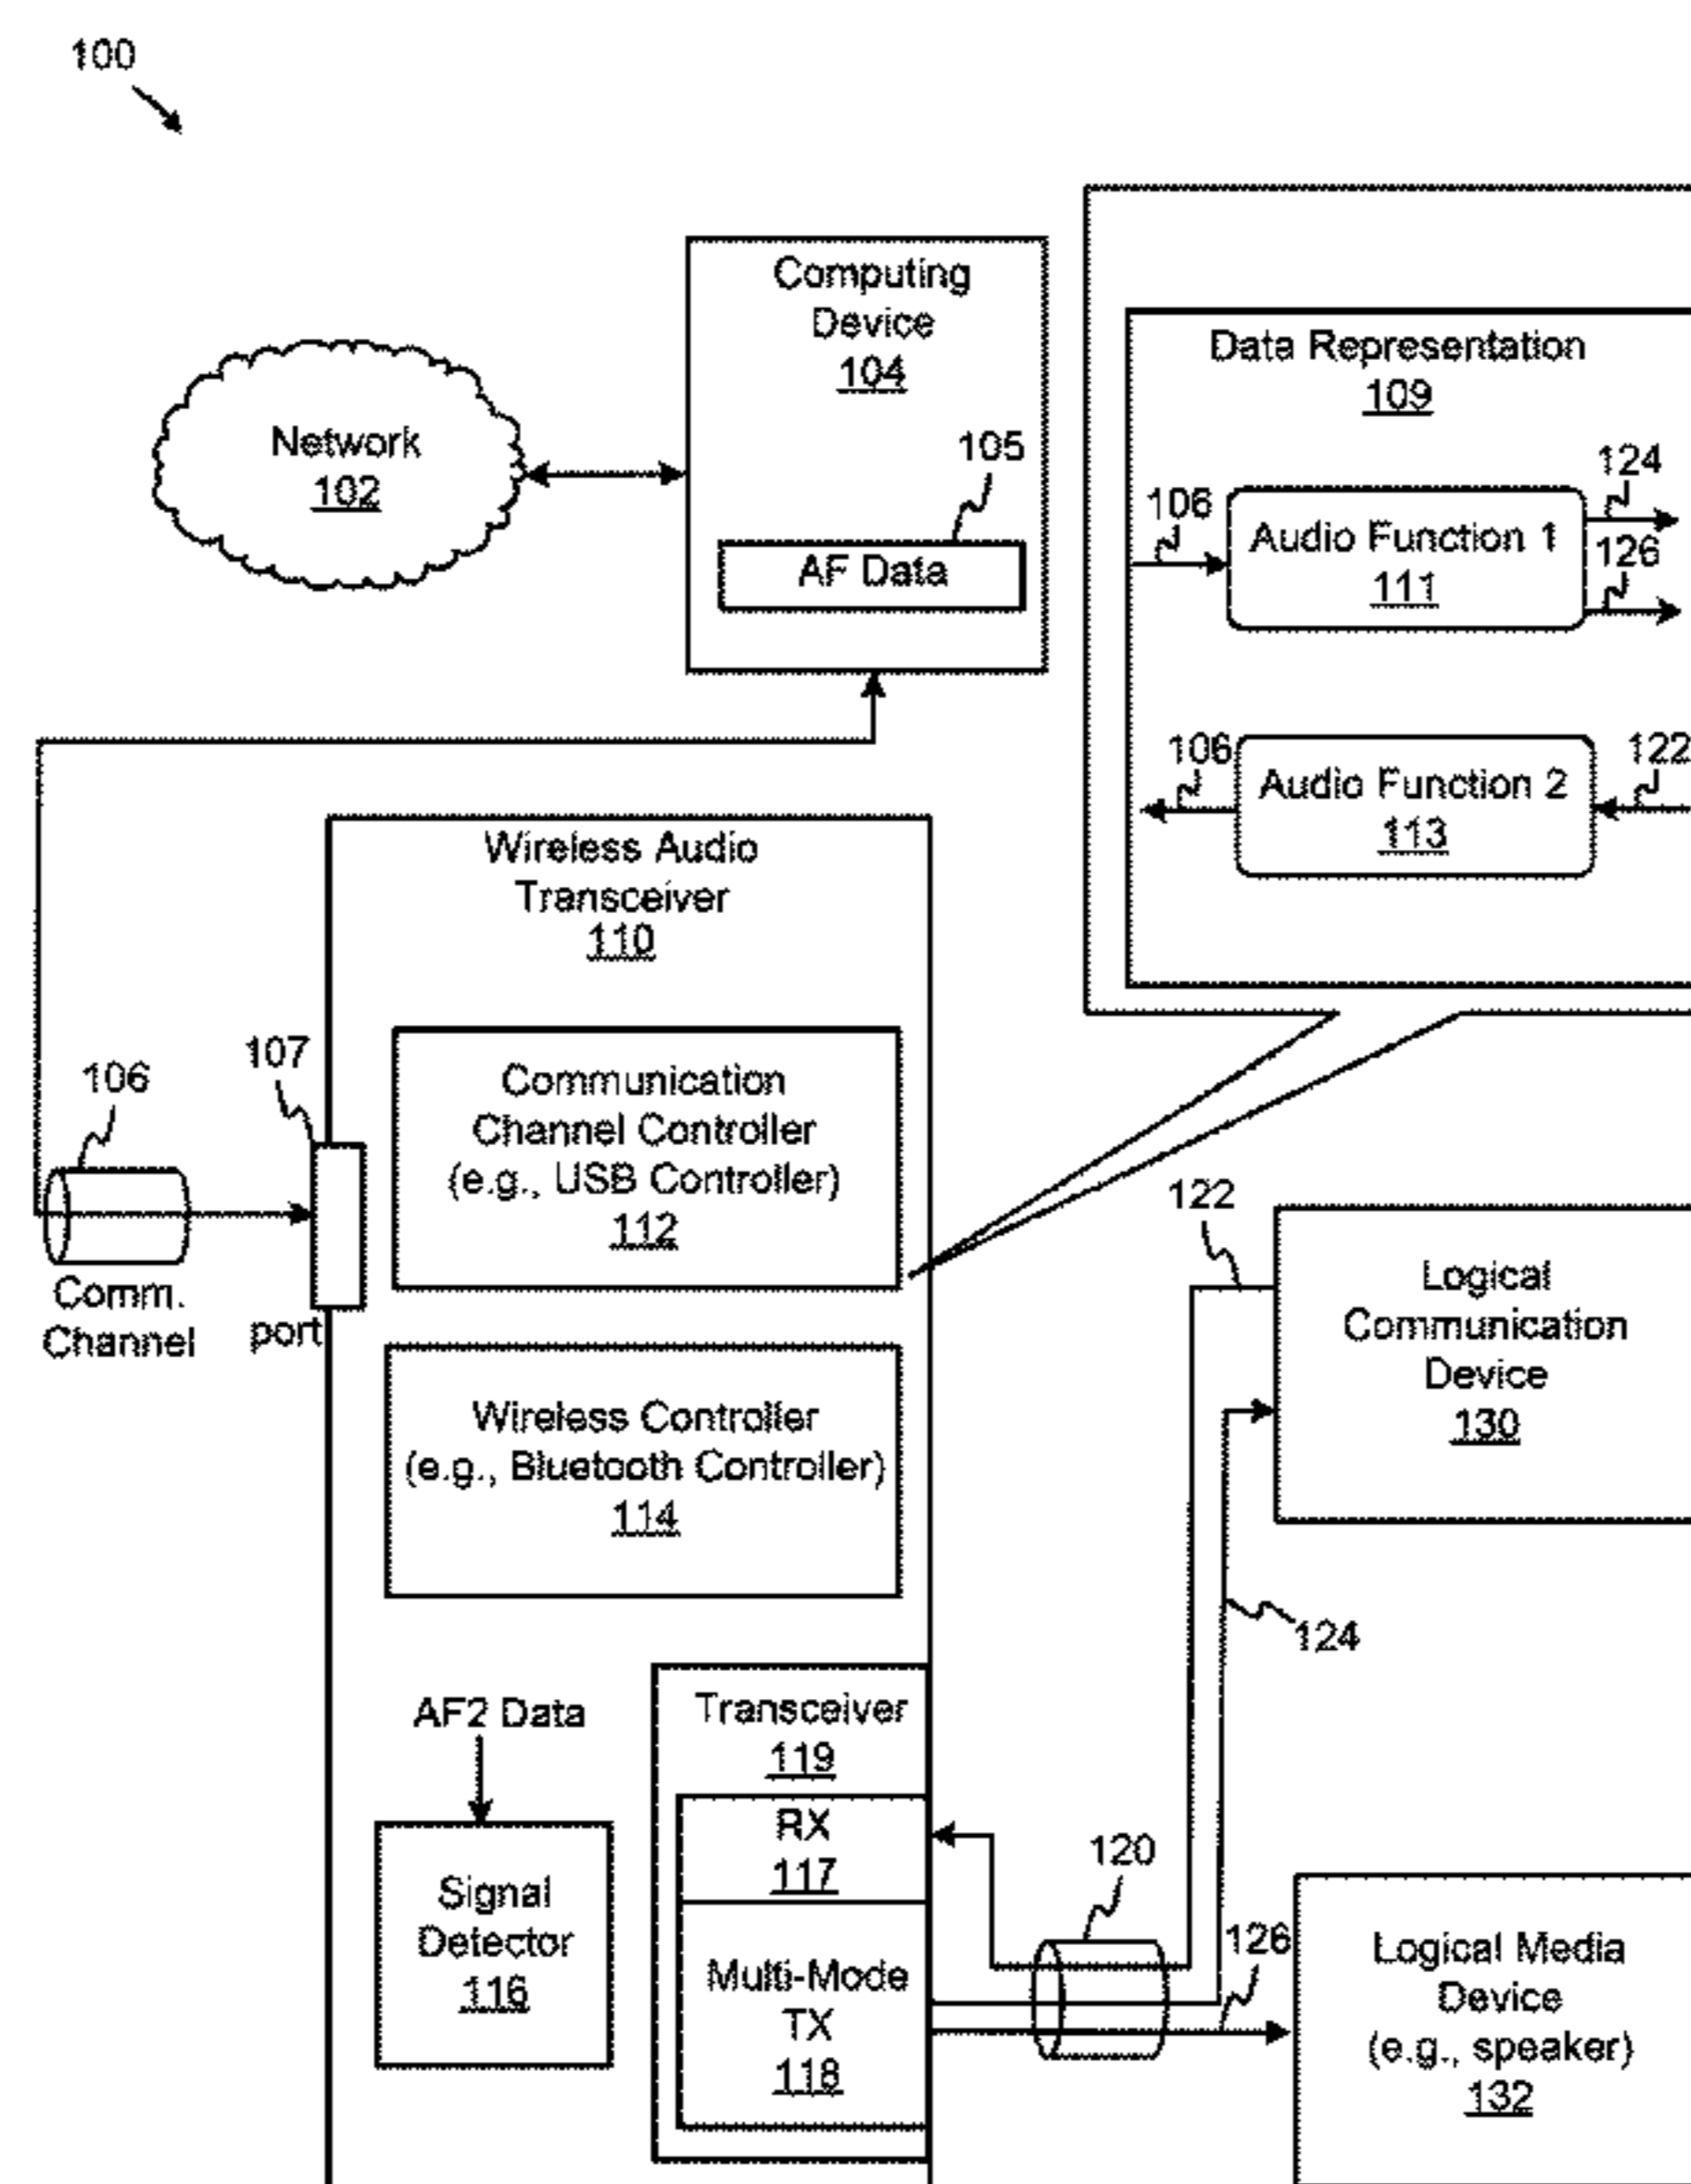 100
Computing
Device
104
105
AF Data
Network
102
Data Representation
109
106
Audio Function 1
111
124
126
106
Audio Function 2
113
122
Wireless Audio
Transceiver
110
Communication
Channel Controller
(e.g., USB Controller)
112
106
107
Comm.
Channel
port
Wireless Controller
(e.g., Bluetooth Controller)
114
122
Logical
Communication
Device
130
124
AF2 Data
Signal
Detector
116
Transceiver
119
RX
117
Multi-Mode
TX
118
120
126
Logical Media
Device
(e.g., speaker)
132